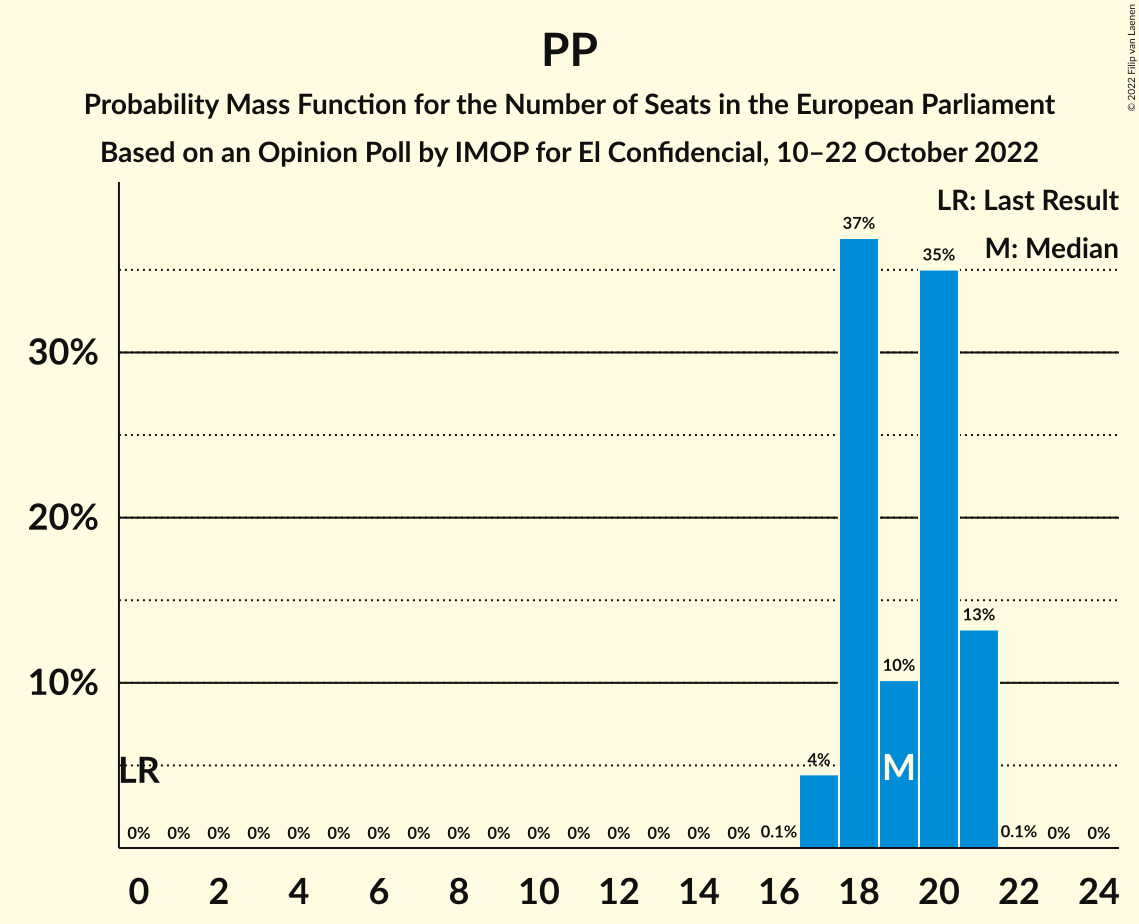 PP
Probability Mass Function for the Number of Seats in the European Parliament
Based on an Opinion Poll by IMOP for El Confidencial, 10–22 October 2022
© 2022 Filip van Laenen
LR: Last Result
M: Median
37%
35%
30%
20%
13%
10%
10%
4%
LR
M
0% 0% 0% 0% 0% 0% 0% 0% 0% 0% 0% 0% 0% 0% 0% 0% 0.1% 0.1% 0% 0%
0 2 4 6 8 10 12 14 16 18 20 22 24